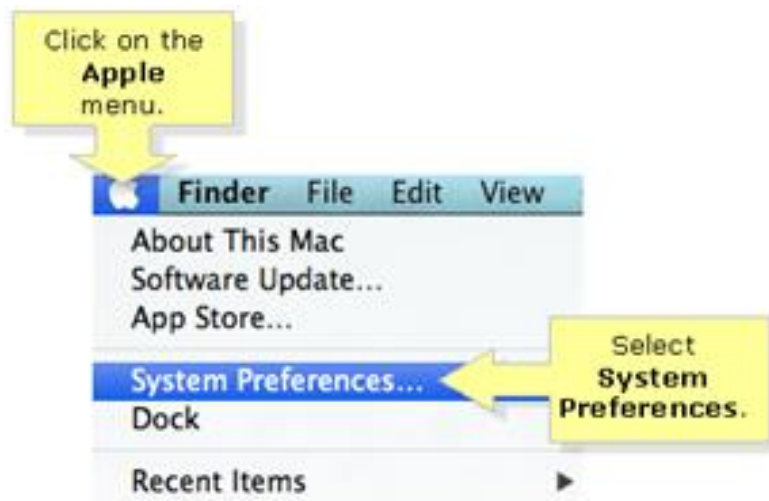 Click on the
Apple
menu.
Finder File Edit View
About This Mac
Software Update...
App Store...
System Preferences...
Select
System
Preferences.
Dock
Recent Items